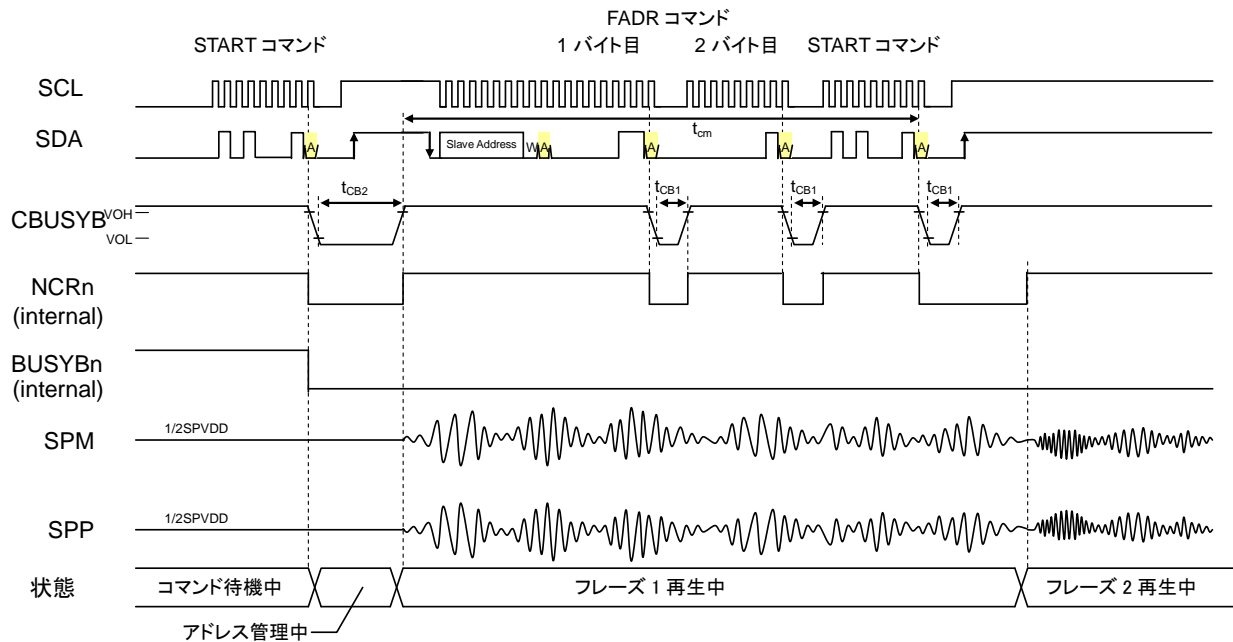 FADR コマンド
START コマンド 1 バイト目 2 バイト目 START コマンド
SCL
tcm
SDA A Slave Address W A A A A
tCB2 tCB1 tCB1 tCB1
CBUSYB VOH
VOL
NCRn
(internal)
BUSYBn
(internal)
SPM 1/2SPVDD
SPP 1/2SPVDD
状態 コマンド待機中 フレーズ 1 再生中 フレーズ 2 再生中
アドレス管理中